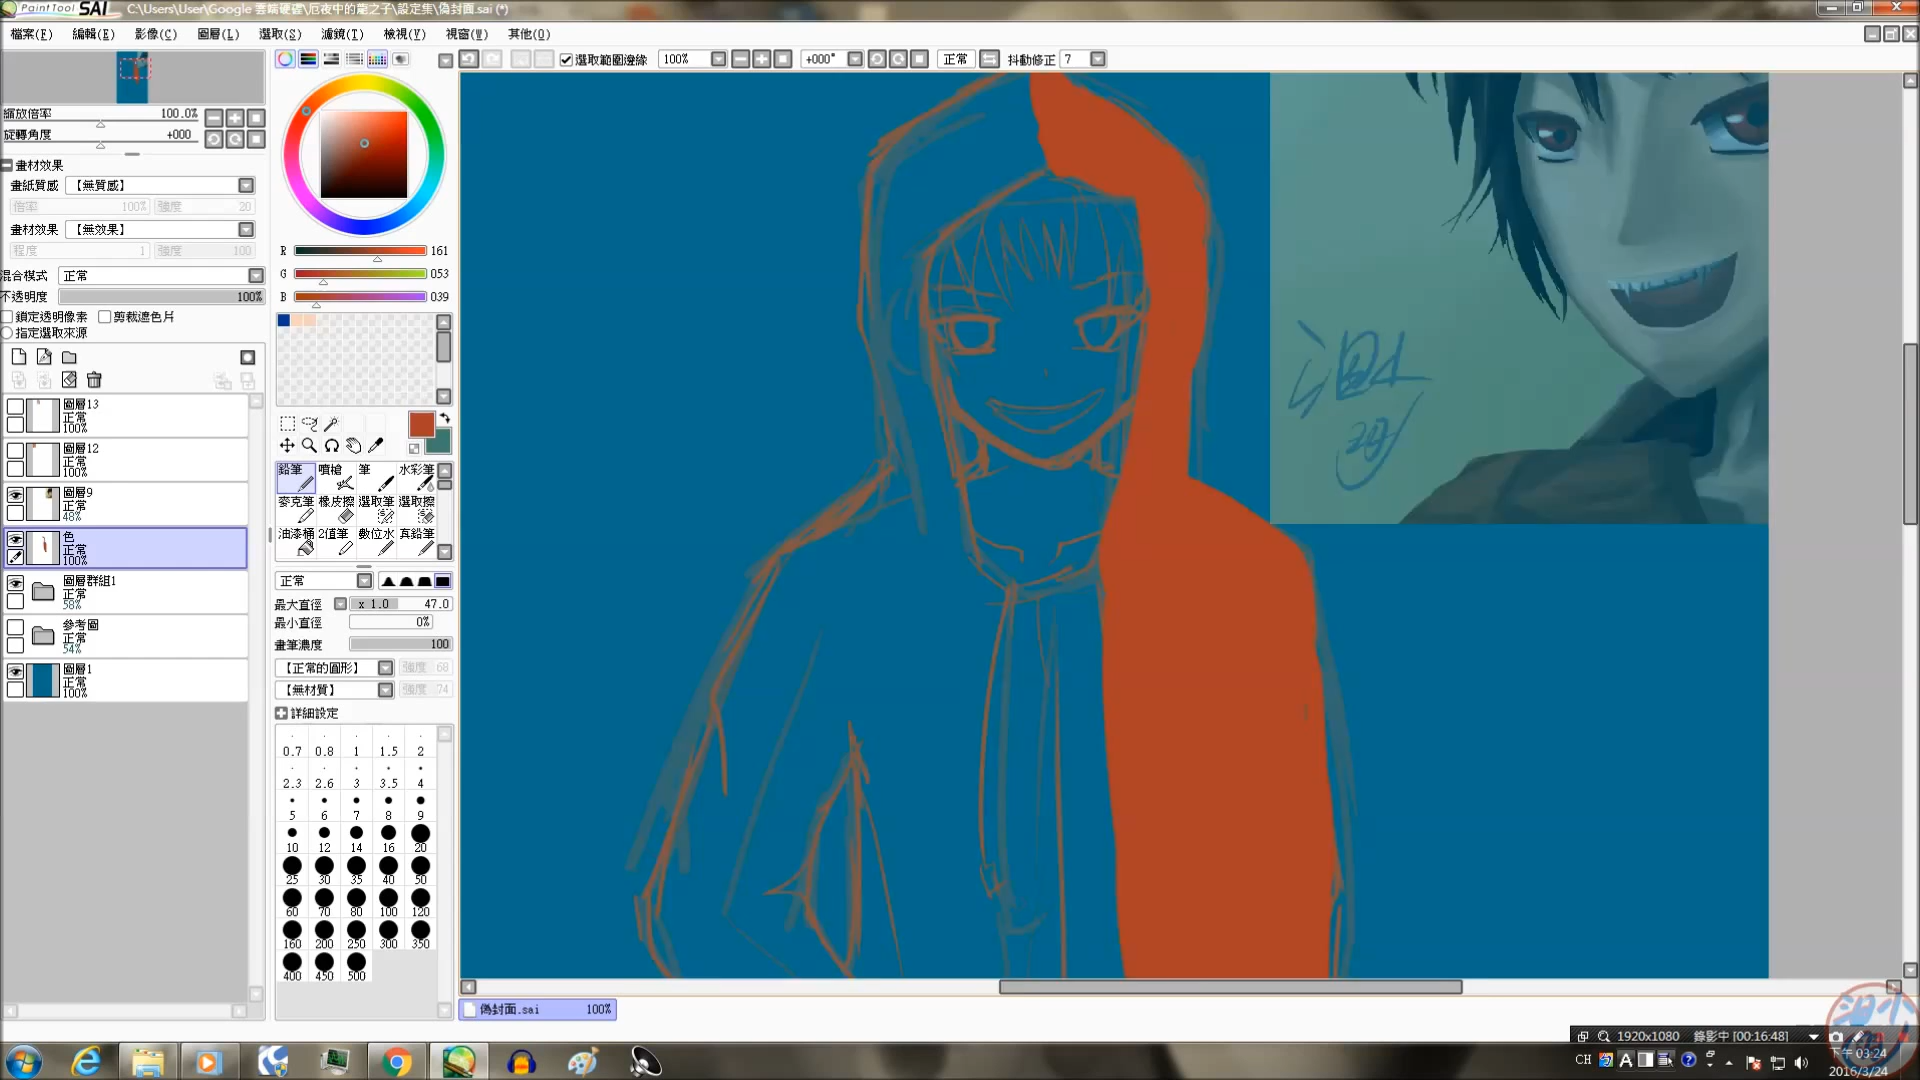 PaintTool SAI C:\Users\User\Google 雲端硬碟\厄夜中的龍之子\設定集\偽封面.sai (*)
檔案(F) 編輯(E) 影像(C) 圖層(L) 選取(S) 濾鏡(T) 檢視(V) 視窗(W) 其他(O)
選取範圍邊緣 100% +000° 正常 抖動修正 7
縮放倍率 100.0%
旋轉角度 +000
畫材效果
畫紙質感 【無質感】
倍率 100% 強度 20
畫材效果 【無效果】
程度 1 強度 100
混合模式 正常
不透明度 100%
鎖定透明像素 剪裁遮色片
指定選取來源
圖層13
正常
100%
圖層12
正常
100%
圖層9
正常
48%
色
正常
100%
圖層群組1
正常
58%
參考圖
正常
54%
圖層1
正常
100%
R 161
G 053
B 039
鉛筆 噴槍 筆 水彩筆
麥克筆 橡皮擦 選取筆 選取擦
油漆桶 2值筆 數位水 真鉛筆
正常
最大直徑 x 1.0 47.0
最小直徑 0%
畫筆濃度 100
【正常的圓形】 強度 68
【無材質】 強度 74
詳細設定
0.7 0.8 1 1.5 2
2.3 2.6 3 3.5 4
5 6 7 8 9
10 12 14 16 20
25 30 35 40 50
60 70 80 100 120
160 200 250 300 350
400 450 500
偽封面.sai 100%
1920x1080 錄影中 [00:16:48]
CH A
下午 03:24
2016/3/24